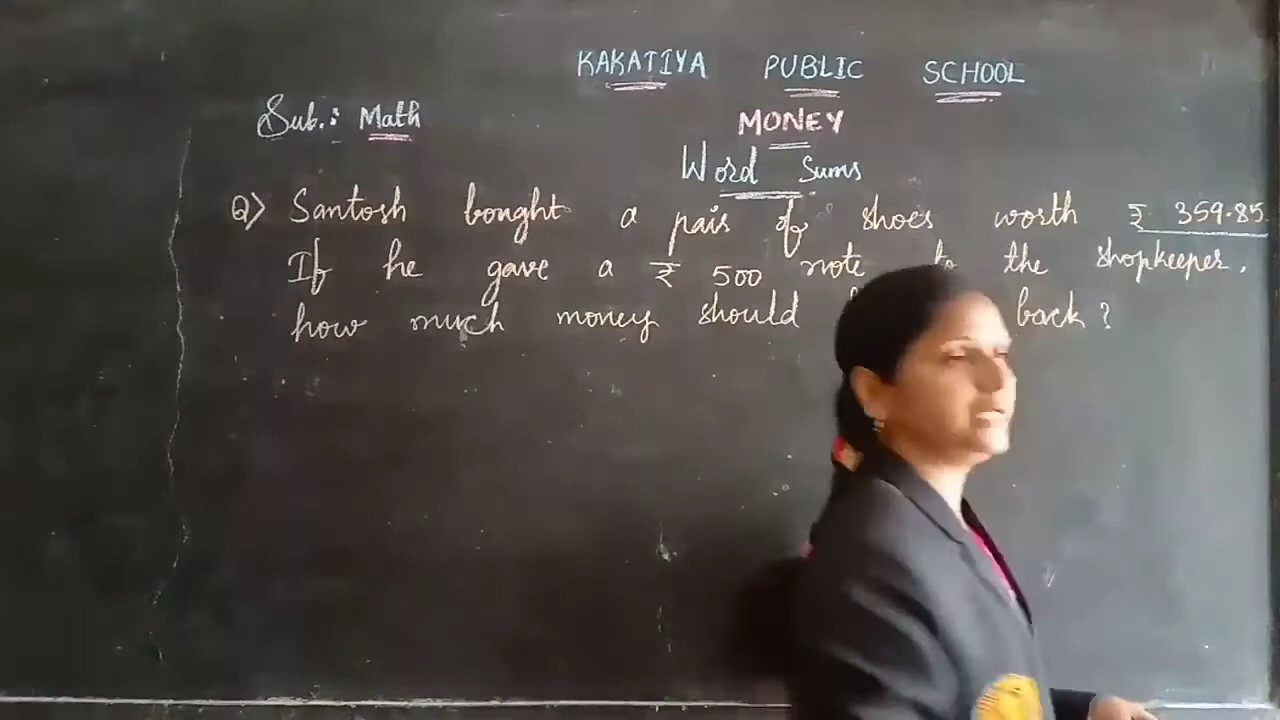 KAKATIYA PUBLIC SCHOOL
Sub.: Math
MONEY
Word Sums
Q) Santosh bought a pair of shoes worth ₹ 359.85
If he gave a ₹ 500 note to the shopkeeper,
how much money should back?